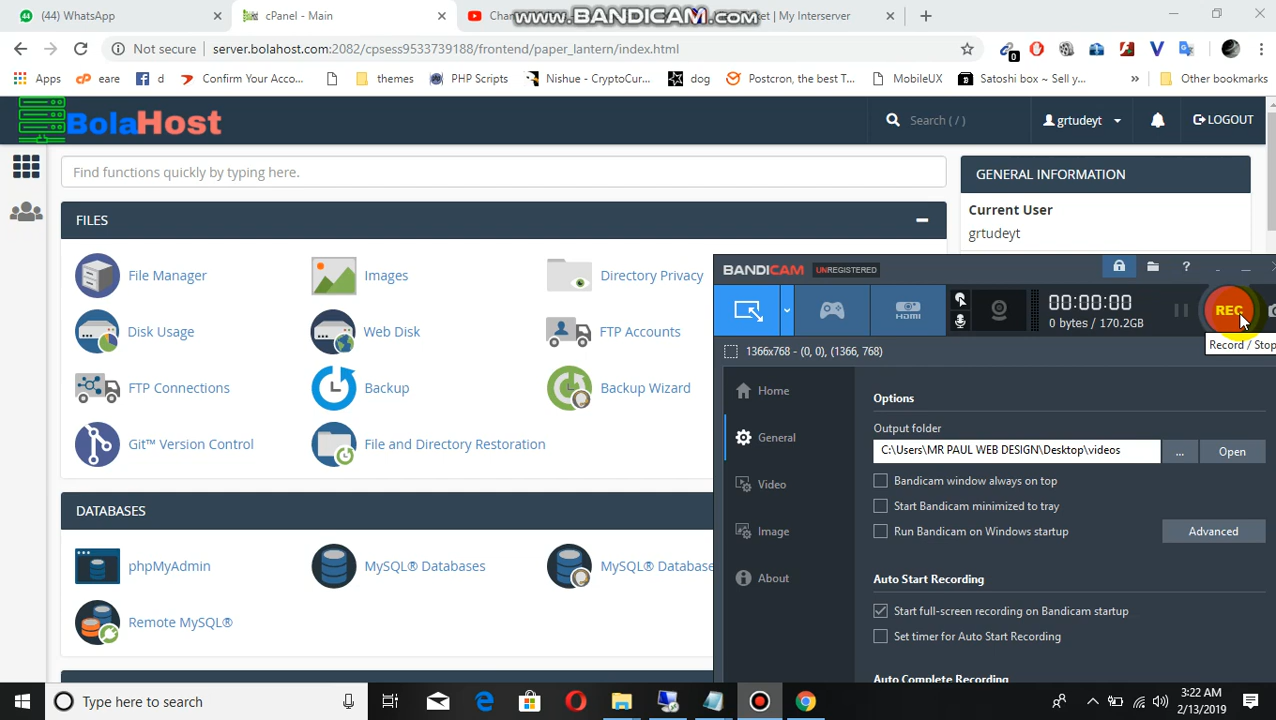 (44) WhatsApp
cPanel - Main
Chan
www.BANDICAM.com
ket | My Interserver
Not secure | server.bolahost.com:2082/cpsess9533739188/frontend/paper_lantern/index.html
0
Apps
eare
d
Confirm Your Acco...
themes
PHP Scripts
Nishue - CryptoCur...
dog
Postcron, the best T...
MobileUX
Satoshi box ~ Sell y...
»
Other bookmarks
BolaHost
Search ( / )
grtudeyt
LOGOUT
Find functions quickly by typing here.
GENERAL INFORMATION
Current User
grtudeyt
FILES
File Manager
Images
Directory Privacy
Disk Usage
Web Disk
FTP Accounts
FTP Connections
Backup
Backup Wizard
Git™ Version Control
File and Directory Restoration
DATABASES
phpMyAdmin
MySQL® Databases
MySQL® Database
Remote MySQL®
BANDICAM UNREGISTERED
?
HDMI
00:00:00
0 bytes / 170.2GB
REC
Record / Stop
1366x768 - (0, 0), (1366, 768)
Home
General
Video
Image
About
Options
Output folder
C:\Users\MR PAUL WEB DESIGN\Desktop\videos
...
Open
Bandicam window always on top
Start Bandicam minimized to tray
Run Bandicam on Windows startup
Advanced
Auto Start Recording
Start full-screen recording on Bandicam startup
Set timer for Auto Start Recording
Auto Complete Recording
Type here to search
3:22 AM
2/13/2019